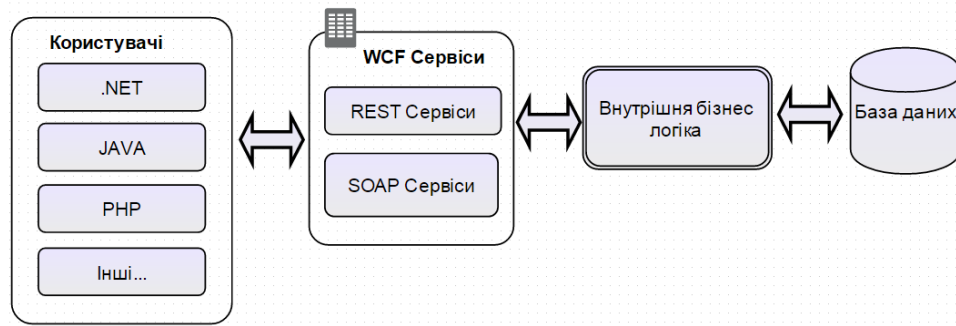 Користувачі
.NET
JAVA
PHP
Інші...
WCF Сервіси
REST Сервіси
SOAP Сервіси
Внутрішня бізнес
логіка
База даних